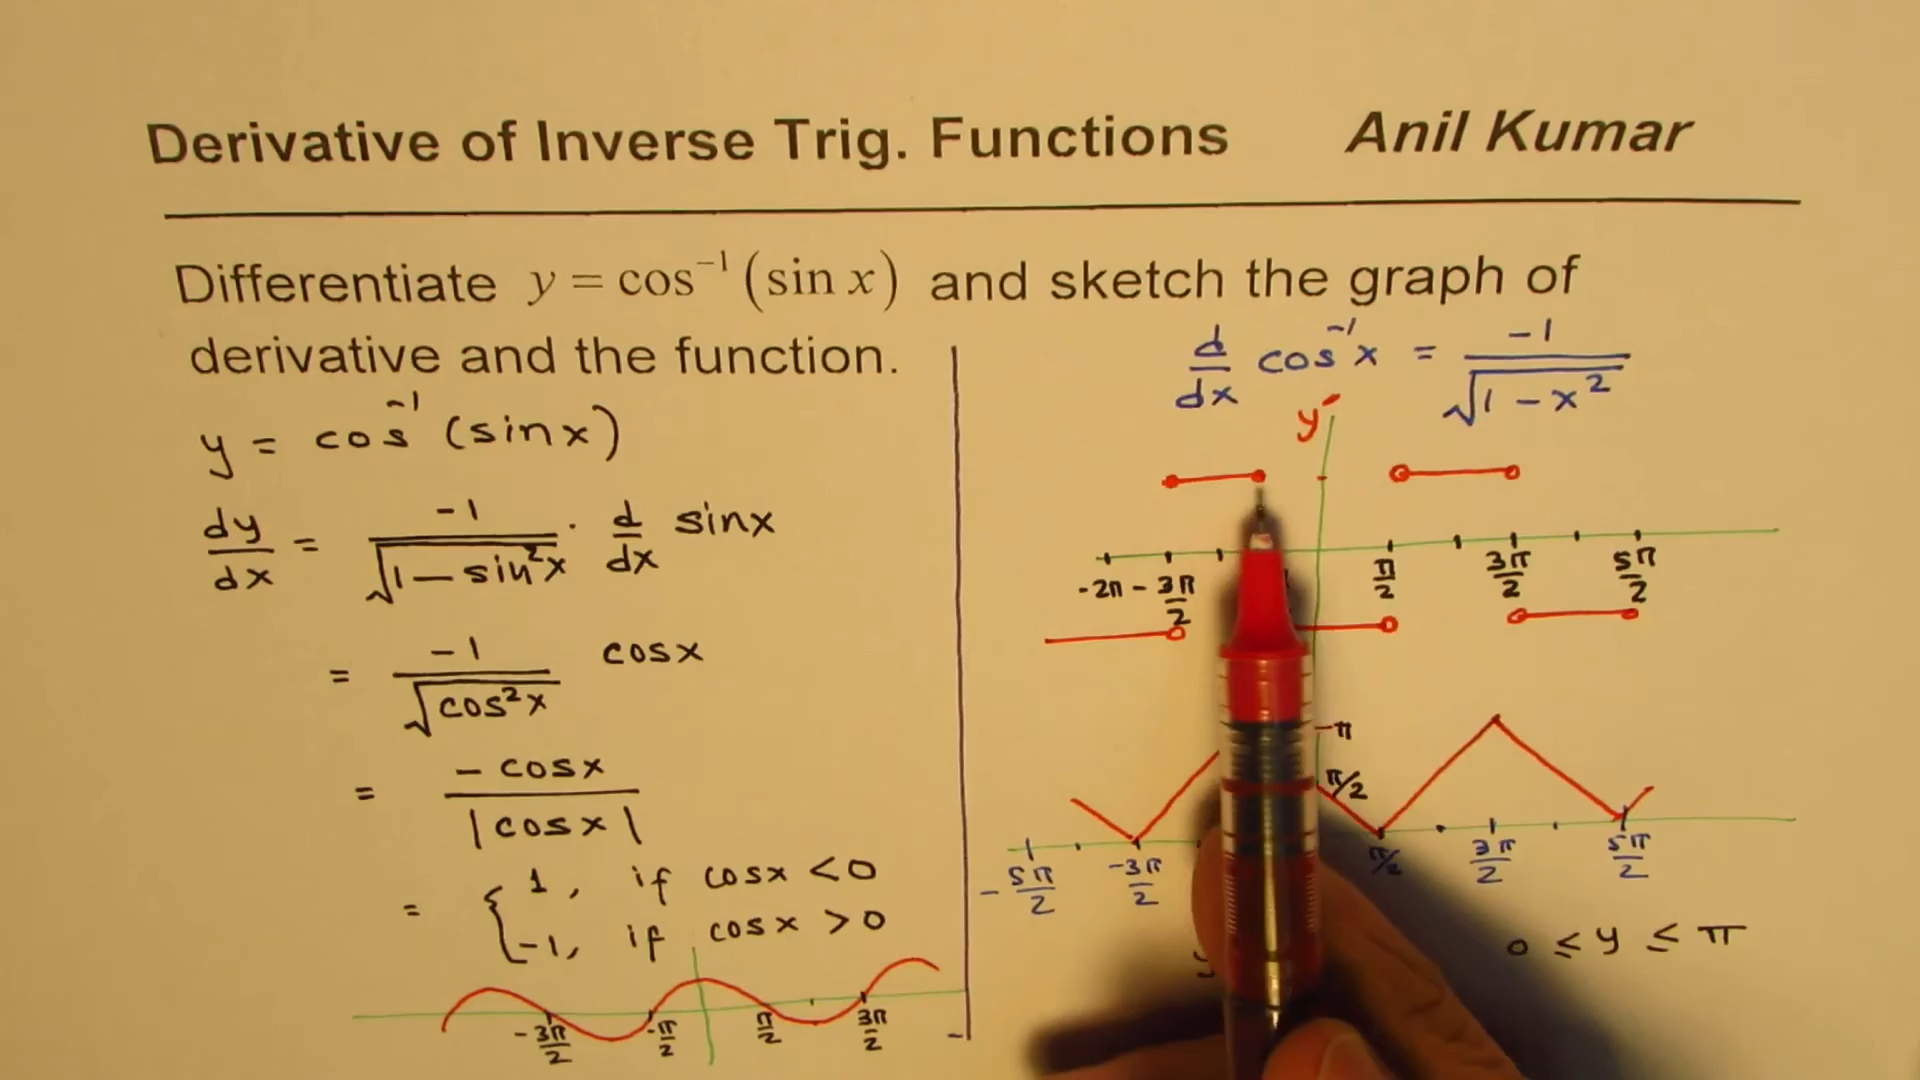 Derivative of Inverse Trig. Functions Anil Kumar
Differentiate y = cos⁻¹ (sin x) and sketch the graph of
derivative and the function.
y = cos⁻¹ (sinx)
dy/dx = -1/√(1 - sin²x) · d/dx sinx
= -1/√(cos²x) cosx
= - cosx / |cosx|
= { 1, if cosx < 0
-1, if cosx > 0
-3π/2 -π/2 π/2 3π/2
d/dx cos⁻¹x = -1/√(1 - x²)
y'
-2π -3π/2 π/2 3π/2 5π/2
-π
π/2
-5π/2 -3π/2 π/2 3π/2 5π/2
0 ≤ y ≤ π